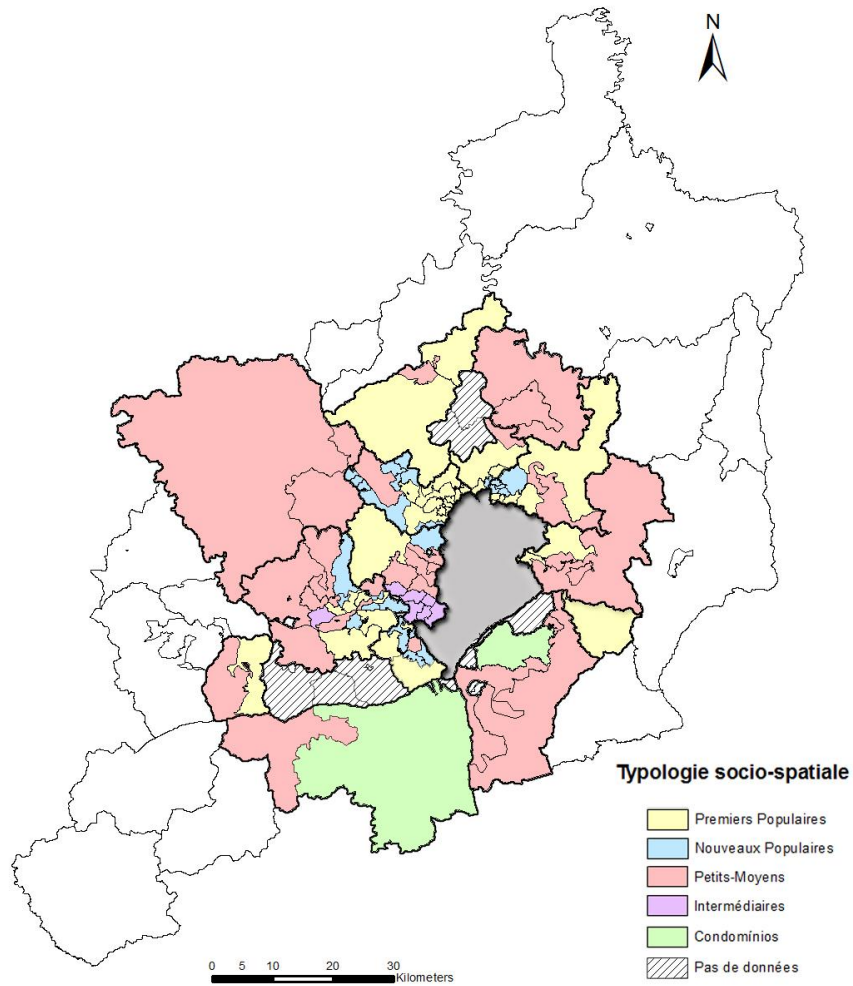 N
Typologie socio-spatiale
Premiers Populaires
Nouveaux Populaires
Petits-Moyens
Intermédiaires
Condomínios
Pas de données
0 5 10 20 30
Kilometers